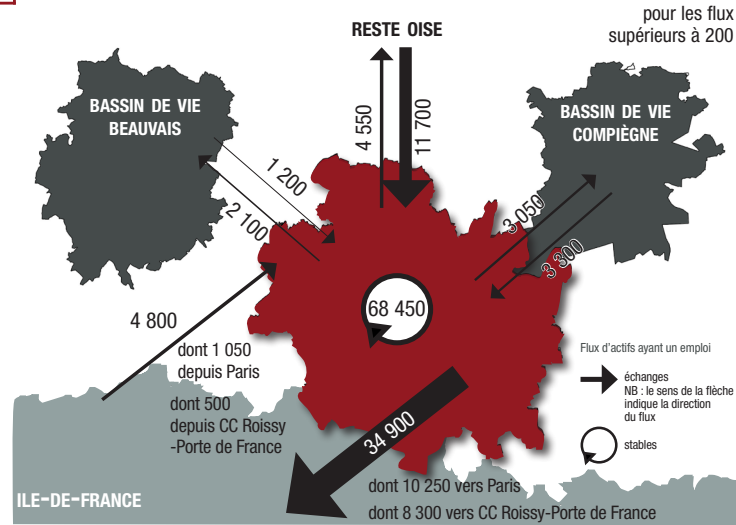 pour les flux
supérieurs à 200
RESTE OISE
BASSIN DE VIE
BEAUVAIS
BASSIN DE VIE
COMPIÈGNE
4 550
11 700
1 200
2 100
3 050
3 300
68 450
4 800
dont 1 050
depuis Paris
dont 500
depuis CC Roissy
-Porte de France
34 900
Flux d'actifs ayant un emploi
échanges
NB : le sens de la flèche
indique la direction
du flux
stables
ILE-DE-FRANCE
dont 10 250 vers Paris
dont 8 300 vers CC Roissy-Porte de France